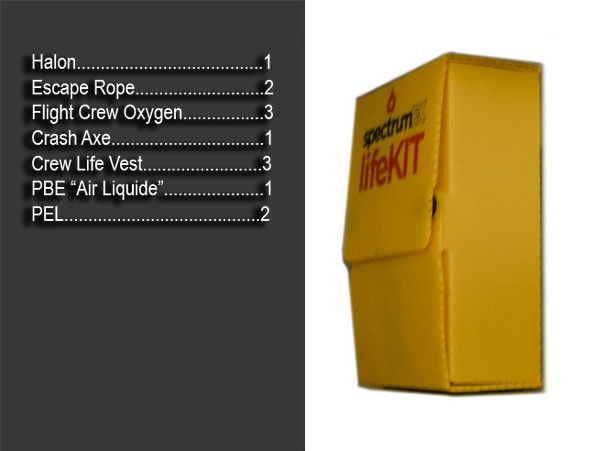 Halon.......................................1
Escape Rope...........................2
Flight Crew Oxygen.................3
Crash Axe................................1
Crew Life Vest.........................3
PBE “Air Liquide”.....................1
PEL.........................................2
spectrumFX
lifeKIT